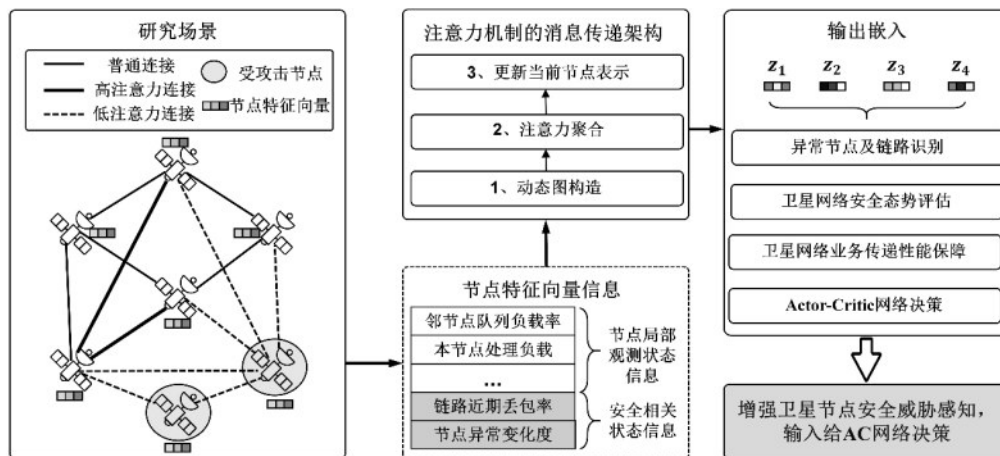 研究场景
普通连接
高注意力连接
低注意力连接
受攻击节点
节点特征向量
注意力机制的消息传递架构
3、更新当前节点表示
2、注意力聚合
1、动态图构造
节点特征向量信息
邻节点队列负载率
本节点处理负载
...
链路近期丢包率
节点异常变化度
节点局部
观测状态
信息
安全相关
状态信息
输出嵌入
z1 z2 z3 z4
异常节点及链路识别
卫星网络安全态势评估
卫星网络业务传递性能保障
Actor-Critic网络决策
增强卫星节点安全威胁感知，
输入给AC网络决策